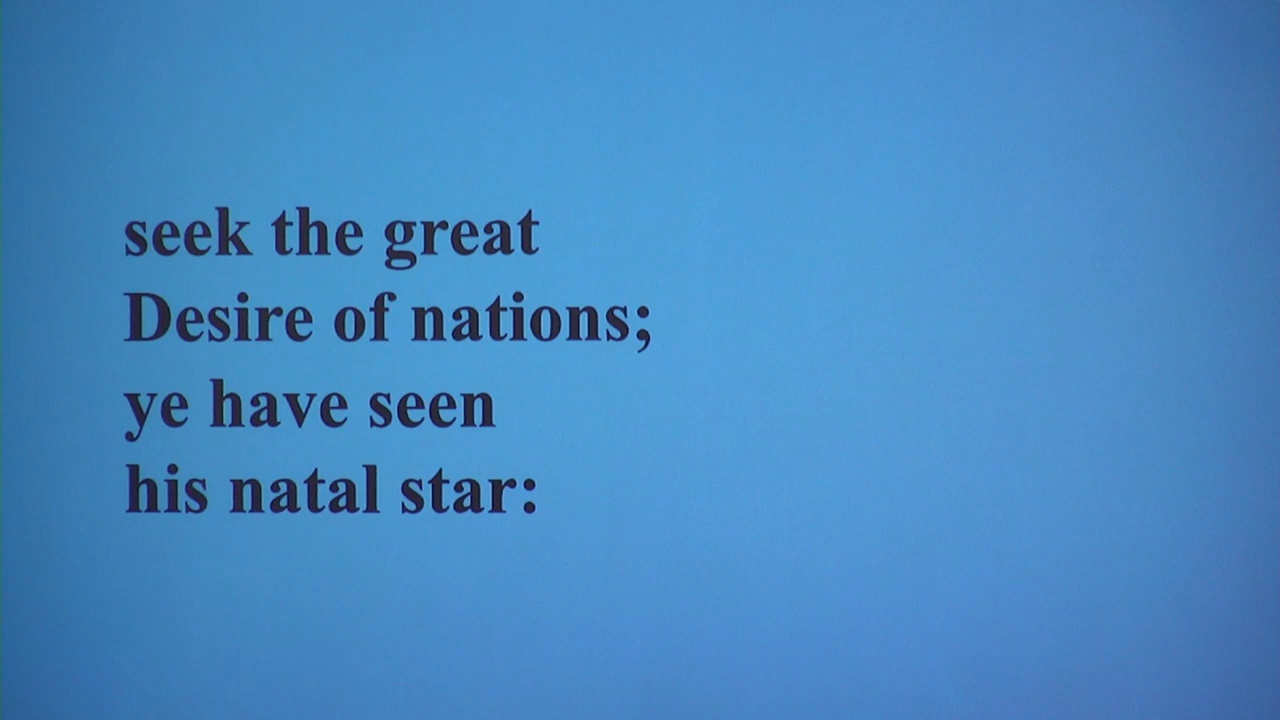 seek the great
Desire of nations;
ye have seen
his natal star: